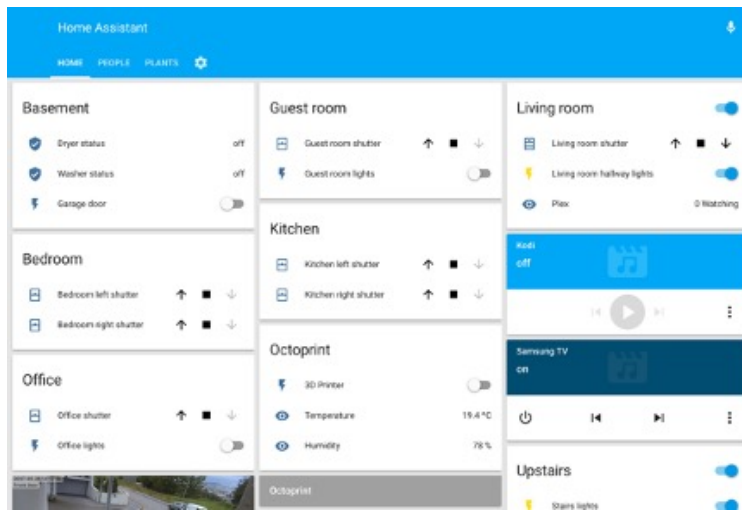 Home Assistant
HOME PEOPLE PLANTS
Basement
Dryer status off
Washer status off
Garage door
Bedroom
Bedroom left shutter
Bedroom right shutter
Office
Office shutter
Office lights
Guest room
Guest room shutter
Guest room lights
Kitchen
Kitchen left shutter
Kitchen right shutter
Octoprint
3D Printer
Temperature 19.4 °C
Humidity 78 %
Octoprint
Living room
Living room shutter
Living room hallway lights
Plex 0 Watching
Kodi
off
Samsung TV
on
Upstairs
Stairs lights